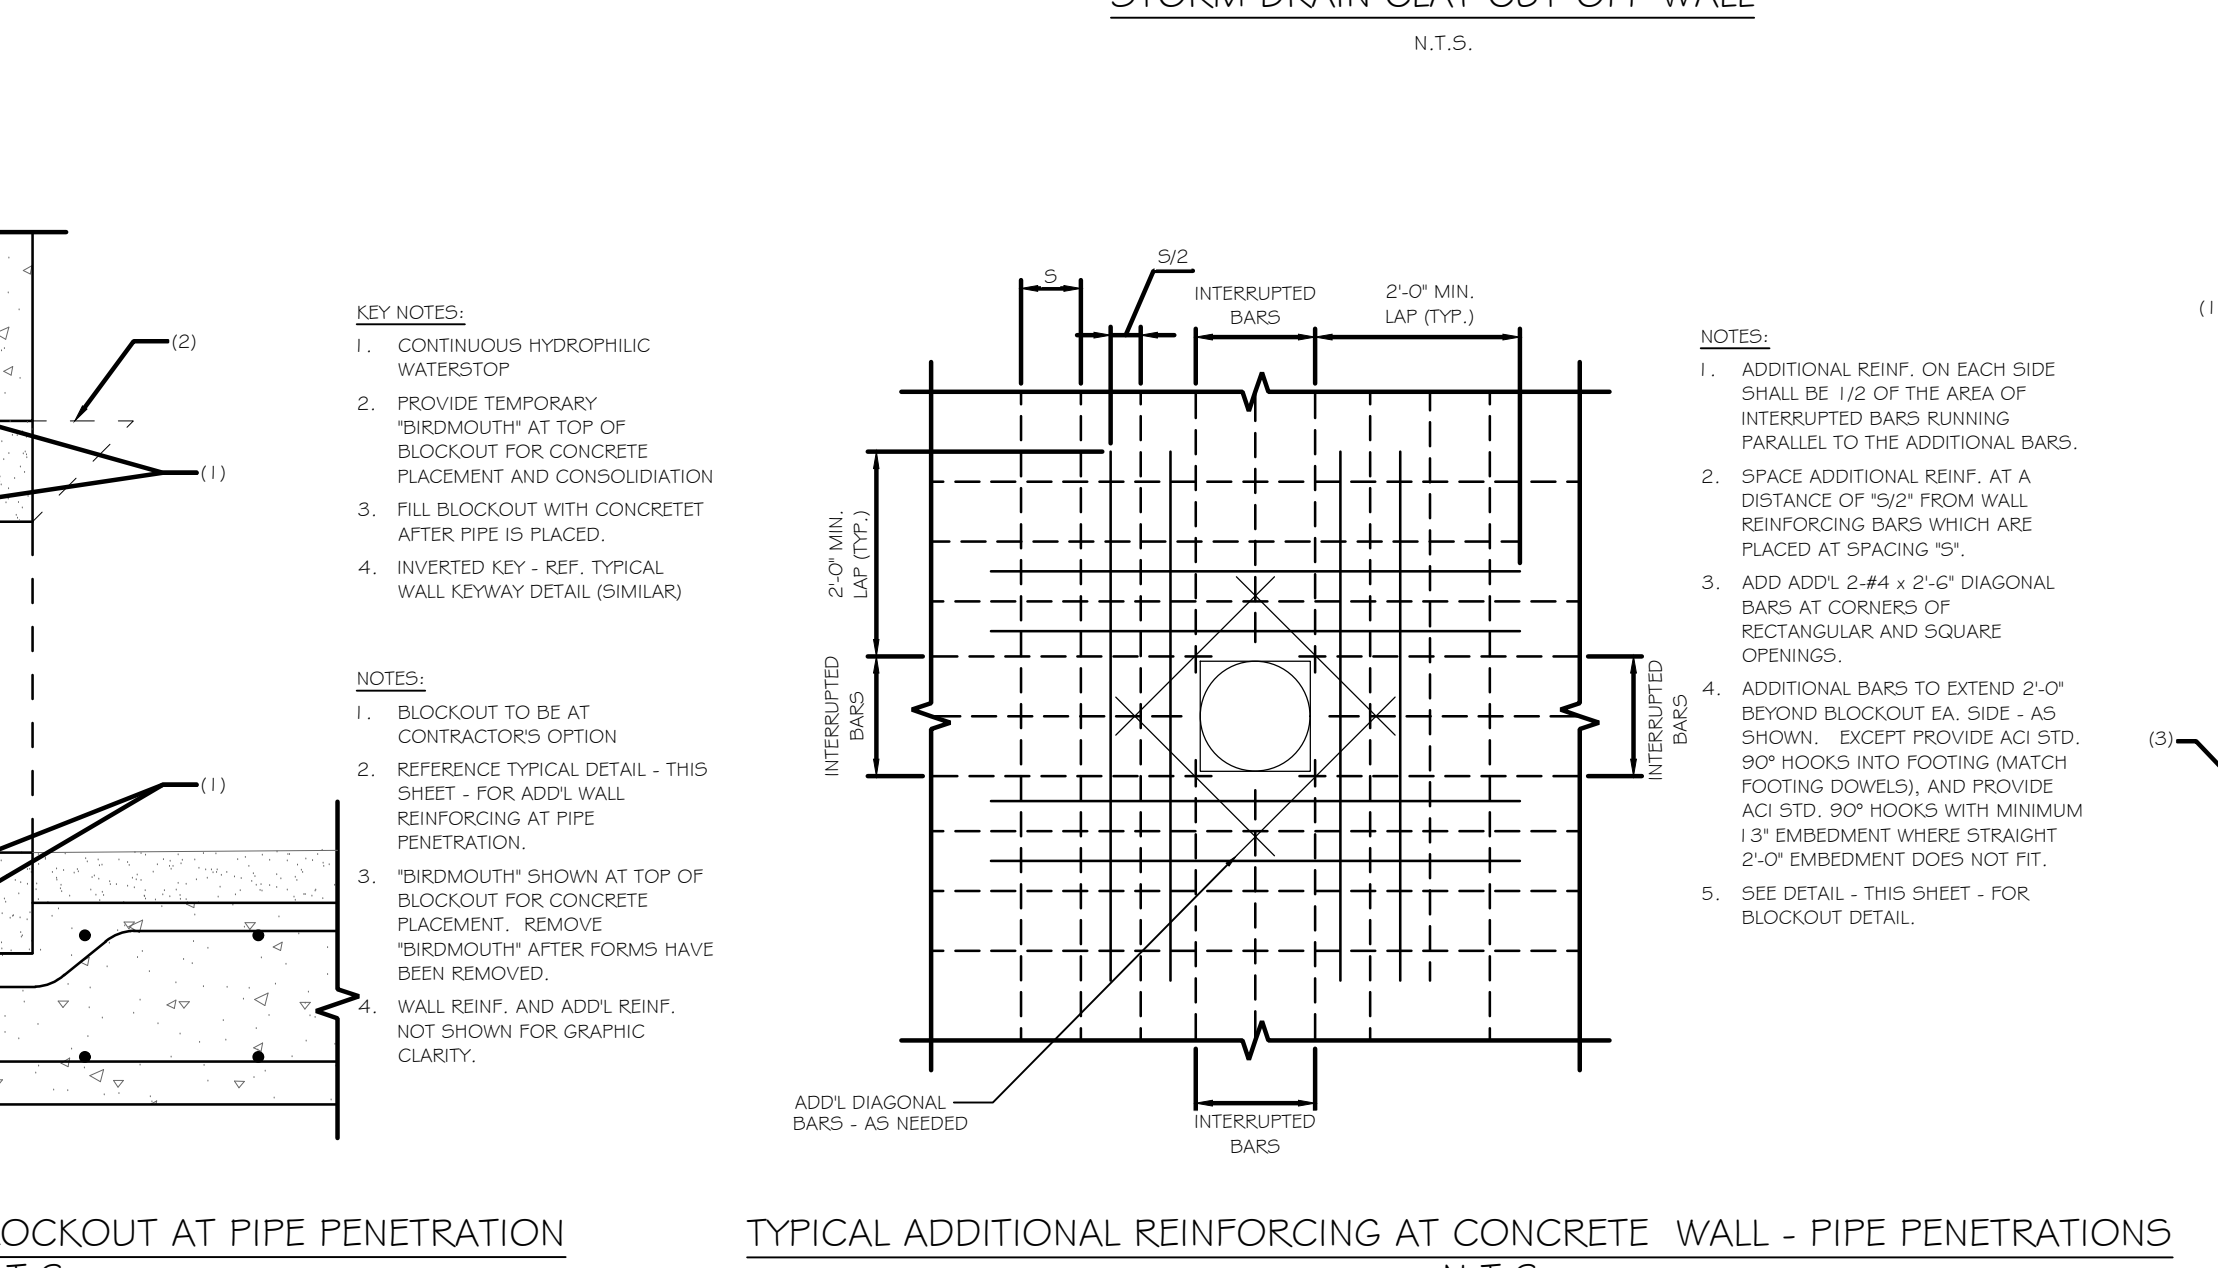 STORM DRAIN CLAY CUT-OFF WALL
N.T.S.
(2)
(1)
(1)
KEY NOTES:
1. CONTINUOUS HYDROPHILIC
WATERSTOP
2. PROVIDE TEMPORARY
"BIRDMOUTH" AT TOP OF
BLOCKOUT FOR CONCRETE
PLACEMENT AND CONSOLIDIATION
3. FILL BLOCKOUT WITH CONCRETET
AFTER PIPE IS PLACED.
4. INVERTED KEY - REF. TYPICAL
WALL KEYWAY DETAIL (SIMILAR)
NOTES:
1. BLOCKOUT TO BE AT
CONTRACTOR'S OPTION
2. REFERENCE TYPICAL DETAIL - THIS
SHEET - FOR ADD'L WALL
REINFORCING AT PIPE
PENETRATION.
3. "BIRDMOUTH" SHOWN AT TOP OF
BLOCKOUT FOR CONCRETE
PLACEMENT. REMOVE
"BIRDMOUTH" AFTER FORMS HAVE
BEEN REMOVED.
4. WALL REINF. AND ADD'L REINF.
NOT SHOWN FOR GRAPHIC
CLARITY.
OCKOUT AT PIPE PENETRATION
S
S/2
INTERRUPTED
BARS
2'-0" MIN.
LAP (TYP.)
2'-0" MIN.
LAP (TYP.)
INTERRUPTED
BARS
INTERRUPTED
BARS
ADD'L DIAGONAL
BARS - AS NEEDED
INTERRUPTED
BARS
NOTES:
1. ADDITIONAL REINF. ON EACH SIDE
SHALL BE 1/2 OF THE AREA OF
INTERRUPTED BARS RUNNING
PARALLEL TO THE ADDITIONAL BARS.
2. SPACE ADDITIONAL REINF. AT A
DISTANCE OF "S/2" FROM WALL
REINFORCING BARS WHICH ARE
PLACED AT SPACING "S".
3. ADD ADD'L 2-#4 x 2'-6" DIAGONAL
BARS AT CORNERS OF
RECTANGULAR AND SQUARE
OPENINGS.
4. ADDITIONAL BARS TO EXTEND 2'-0"
BEYOND BLOCKOUT EA. SIDE - AS
SHOWN. EXCEPT PROVIDE ACI STD.
90° HOOKS INTO FOOTING (MATCH
FOOTING DOWELS), AND PROVIDE
ACI STD. 90° HOOKS WITH MINIMUM
13" EMBEDMENT WHERE STRAIGHT
2'-0" EMBEDMENT DOES NOT FIT.
5. SEE DETAIL - THIS SHEET - FOR
BLOCKOUT DETAIL.
TYPICAL ADDITIONAL REINFORCING AT CONCRETE WALL - PIPE PENETRATIONS
N.T.S.
(1
(3)